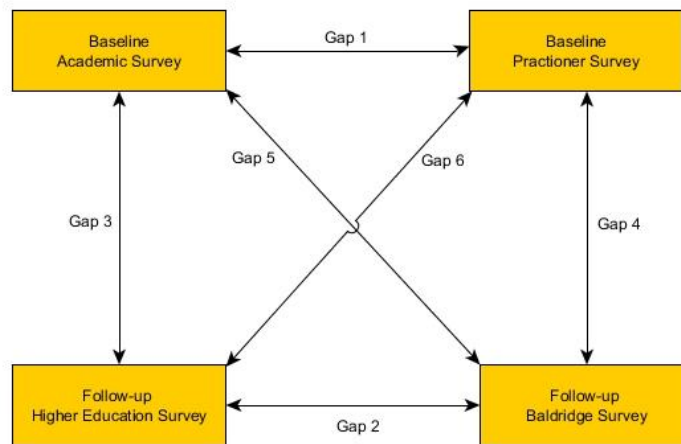 Baseline
Academic Survey
Gap 1
Baseline
Practioner Survey
Gap 5
Gap 6
Gap 3
Gap 4
Follow-up
Higher Education Survey
Gap 2
Follow-up
Baldridge Survey